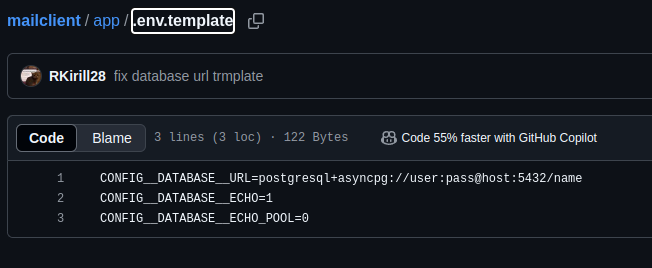 mailclient / app / .env.template
RKirill28 fix database url trmplate
Code Blame 3 lines (3 loc) · 122 Bytes Code 55% faster with GitHub Copilot
1 CONFIG__DATABASE__URL=postgresql+asyncpg://user:pass@host:5432/name
2 CONFIG__DATABASE__ECHO=1
3 CONFIG__DATABASE__ECHO_POOL=0